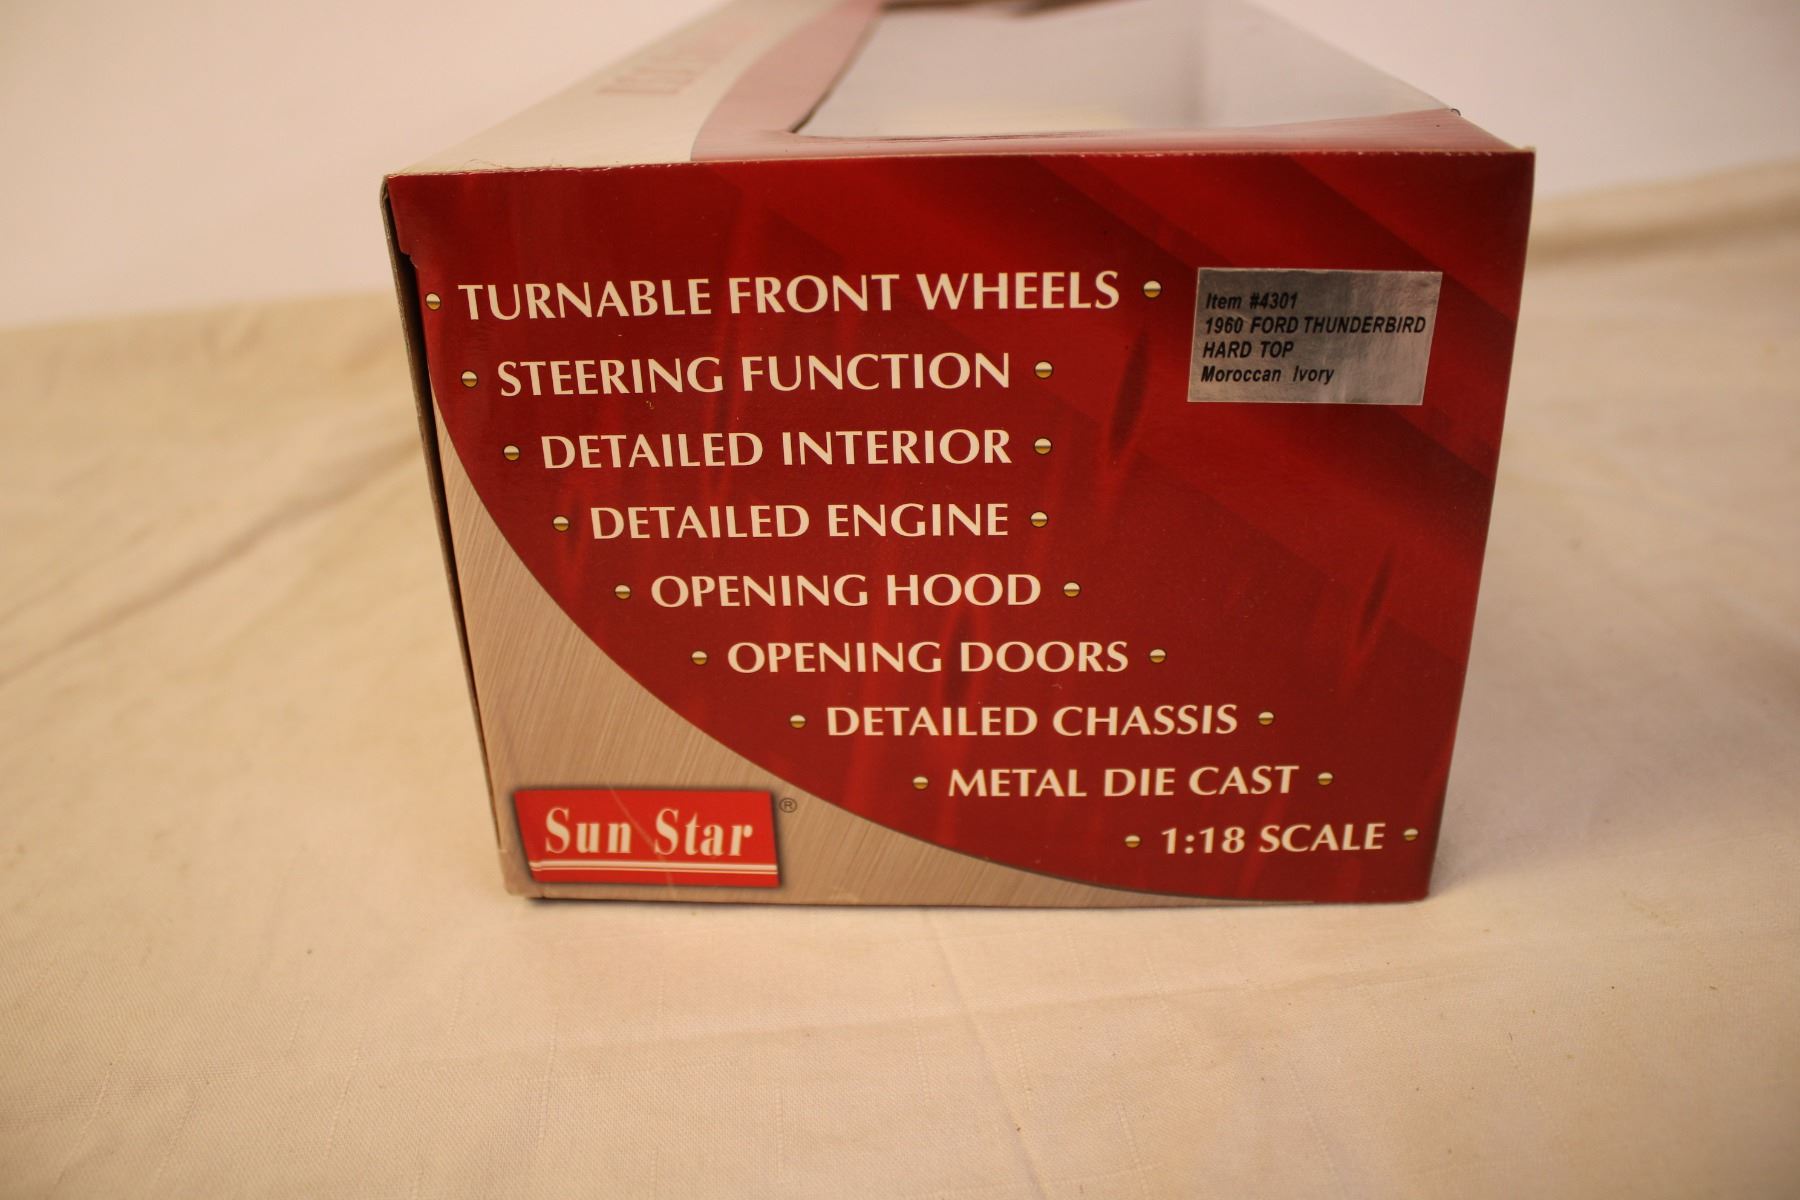 TURNABLE FRONT WHEELS
STEERING FUNCTION
DETAILED INTERIOR
DETAILED ENGINE
OPENING HOOD
OPENING DOORS
DETAILED CHASSIS
METAL DIE CAST
1:18 SCALE
Item #4301
1960 FORD THUNDERBIRD
HARD TOP
Moroccan Ivory
Sun Star ®